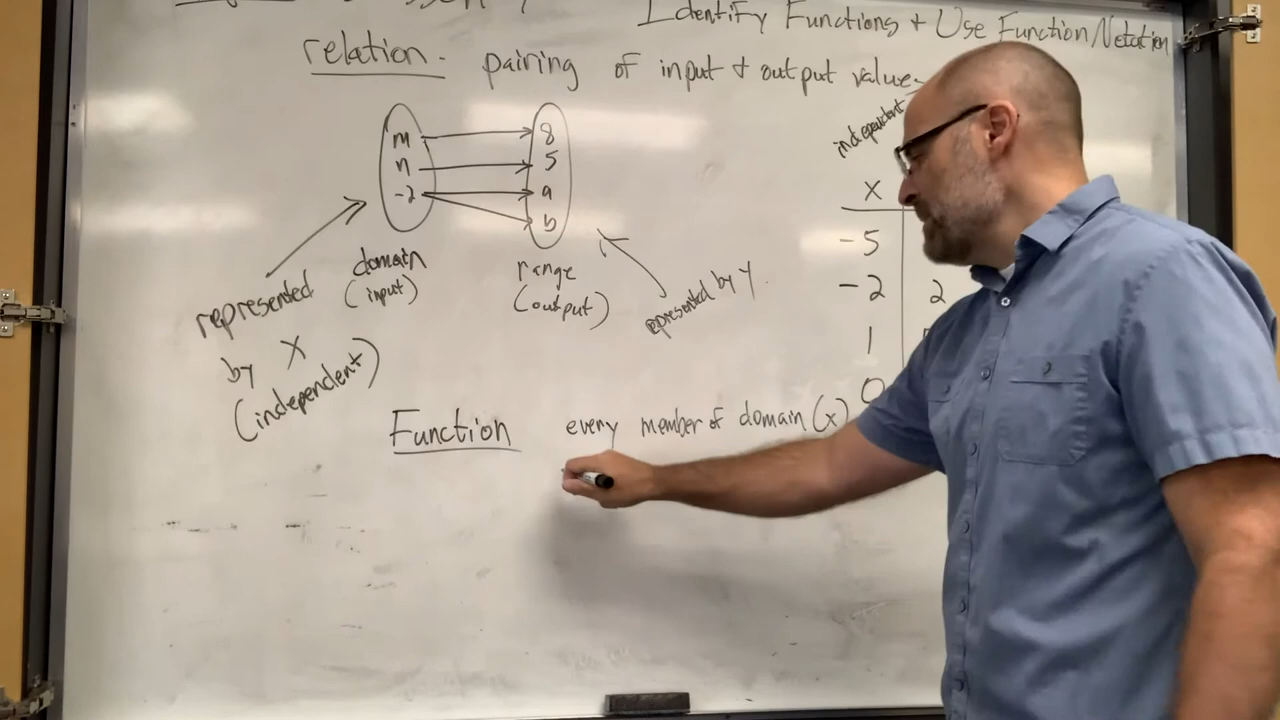 Identify Functions + Use Function Notation
relation - pairing of input + output values
independent
m
n
-2
8
5
a
b
x
-5
-2 2
1
0
domain
(input)
range
(output)
represented
by x
(independent)
represented by y
Function every member of domain (x)